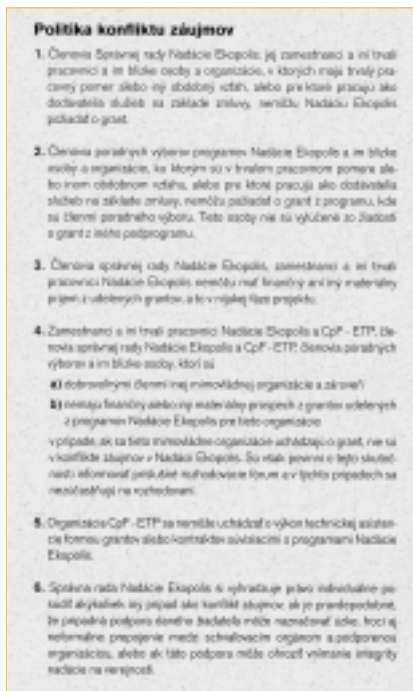 Politika konfliktu záujmov
1. Členovia Správnej rady Nadácie Ekopolis, jej zamestnanci a iní trvalí
pracovníci a im blízke osoby a organizácie, v ktorých majú trvalý pra-
covný pomer alebo iný obdobný vzťah, alebo pre ktoré pracujú ako
dodávatelia služieb na základe zmluvy, nemôžu Nadáciu Ekopolis
požiadať o grant.
2. Členovia poradných výborov programov Nadácie Ekopolis a im blízke
osoby a organizácie, ku ktorým sú v trvalom pracovnom pomere ale-
bo inom obdobnom vzťahu, alebo pre ktoré pracujú ako dodávatelia
služieb na základe zmluvy, nemôžu požiadať o grant z programu, kde
sú členmi poradného výboru. Tieto osoby nie sú vylúčené zo žiadostí
o grant z iného podprogramu.
3. Členovia správnej rady Nadácie Ekopolis, zamestnanci a iní trvalí
pracovníci Nadácie Ekopolis nemôžu mať finančný ani iný materiálny
príjem z udelených grantov, a to v nijakej fáze projektu.
4. Zamestnanci a iní trvalí pracovníci Nadácie Ekopolis a CpF - ETP, čle-
novia správnej rady Nadácie Ekopolis a CpF - ETP, členovia poradných
výborov a im blízke osoby, ktorí sú
a) dobrovoľnými členmi inej mimovládnej organizácie a zároveň
b) nemajú finančný alebo iný materiálny prospech z grantov udelených
z programov Nadácie Ekopolis pre tieto organizácie
v prípade, ak sa tieto mimovládne organizácie uchádzajú o grant, nie sú
v konflikte záujmov v Nadácii Ekopolis. Sú však povinní o tejto skutoč-
nosti informovať príslušné rozhodovacie fórum a v týchto prípadoch sa
nezúčastňujú na rozhodovaní.
5. Organizácia CpF - ETP sa nemôže uchádzať o výkon technickej asisten-
cie formou grantov alebo kontraktov súvisiacimi s programami Nadácie
Ekopolis.
6. Správna rada Nadácie Ekopolis si vyhradzuje právo individuálne po-
súdiť akýkoľvek iný prípad ako konflikt záujmov, ak je pravdepodobné,
že prípadná podpora daného žiadateľa môže naznačovať úzke, hoci aj
neformálne prepojenie medzi schvaľovacím orgánom a podporenou
organizáciou, alebo ak táto podpora môže ohroziť vnímanie integrity
nadácie na verejnosti.